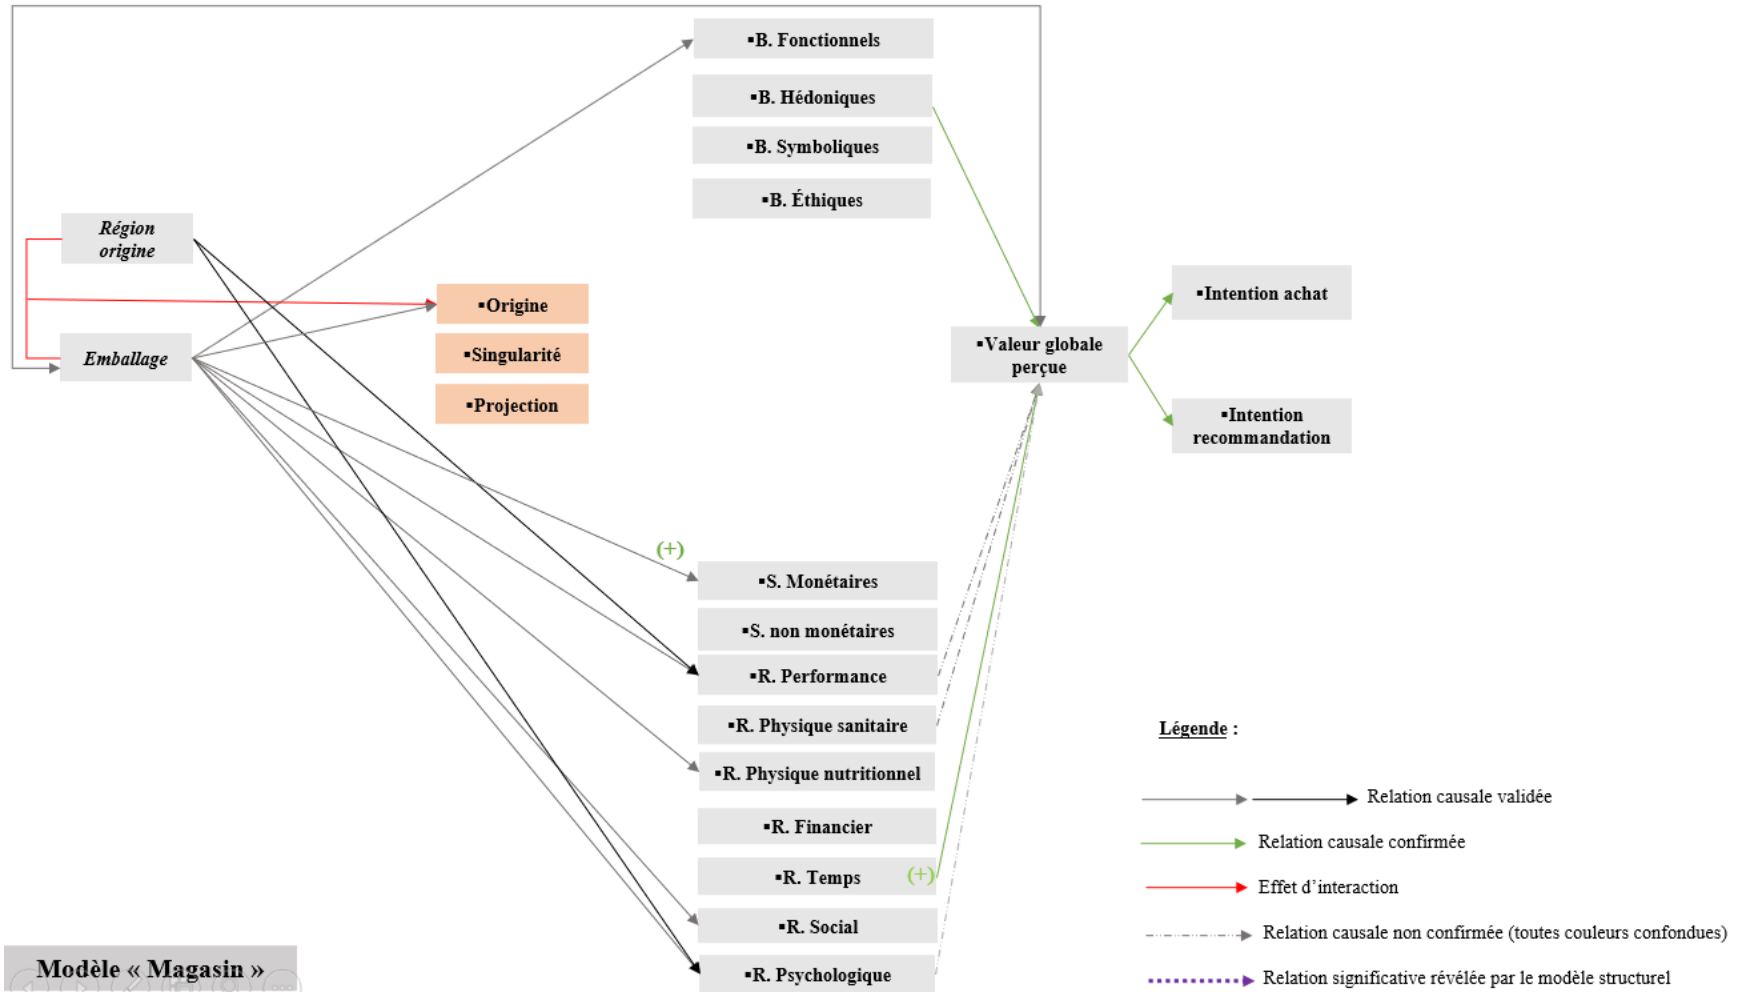 ▪B. Fonctionnels
▪B. Hédoniques
▪B. Symboliques
▪B. Éthiques
Région
origine
Emballage
▪Origine
▪Singularité
▪Projection
▪Valeur globale
perçue
▪Intention achat
▪Intention
recommandation
(+)
▪S. Monétaires
▪S. non monétaires
▪R. Performance
▪R. Physique sanitaire
▪R. Physique nutritionnel
▪R. Financier
▪R. Temps (+)
▪R. Social
▪R. Psychologique
Légende :
Relation causale validée
Relation causale confirmée
Effet d’interaction
Relation causale non confirmée (toutes couleurs confondues)
Relation significative révélée par le modèle structurel
Modèle « Magasin »